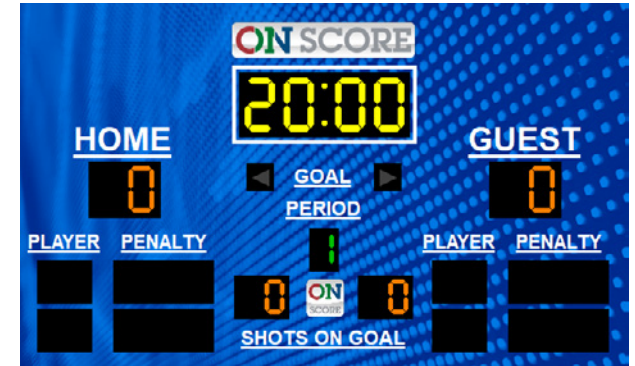 ON SCORE
20:00
HOME
GUEST
0
◀ GOAL ▶
0
PERIOD
1
PLAYER PENALTY
PLAYER PENALTY
0
ON
SCORE
0
SHOTS ON GOAL